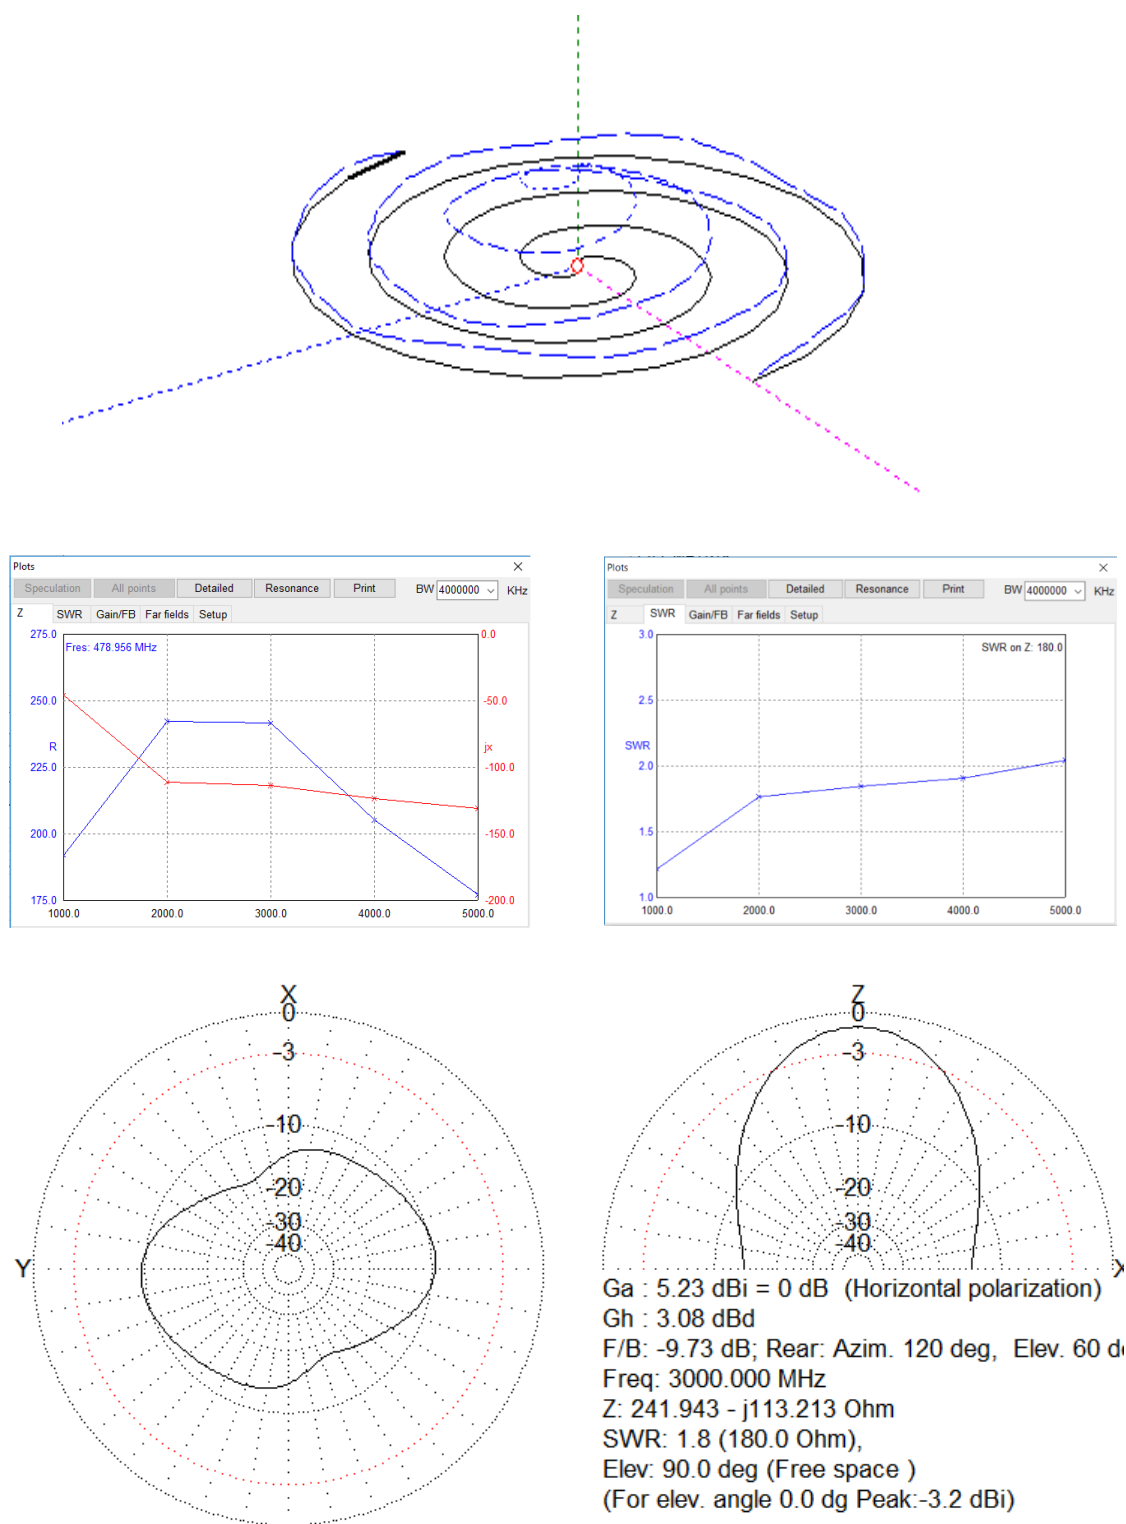 Plots
Speculation All points Detailed Resonance Print BW 4000000 KHz
Z SWR Gain/FB Far fields Setup
275.0 Fres: 478.956 MHz 0.0
250.0 -50.0
R jx
225.0 -100.0
200.0 -150.0
175.0 -200.0
1000.0 2000.0 3000.0 4000.0 5000.0
Plots
Speculation All points Detailed Resonance Print BW 4000000 KHz
Z SWR Gain/FB Far fields Setup
3.0 SWR on Z: 180.0
2.5
SWR
2.0
1.5
1.0
1000.0 2000.0 3000.0 4000.0 5000.0
X
0
-3
-10
-20
-30
-40
Y
Z
0
-3
-10
-20
-30
-40
X
Ga : 5.23 dBi = 0 dB (Horizontal polarization)
Gh : 3.08 dBd
F/B: -9.73 dB; Rear: Azim. 120 deg, Elev. 60 de
Freq: 3000.000 MHz
Z: 241.943 - j113.213 Ohm
SWR: 1.8 (180.0 Ohm),
Elev: 90.0 deg (Free space )
(For elev. angle 0.0 dg Peak:-3.2 dBi)